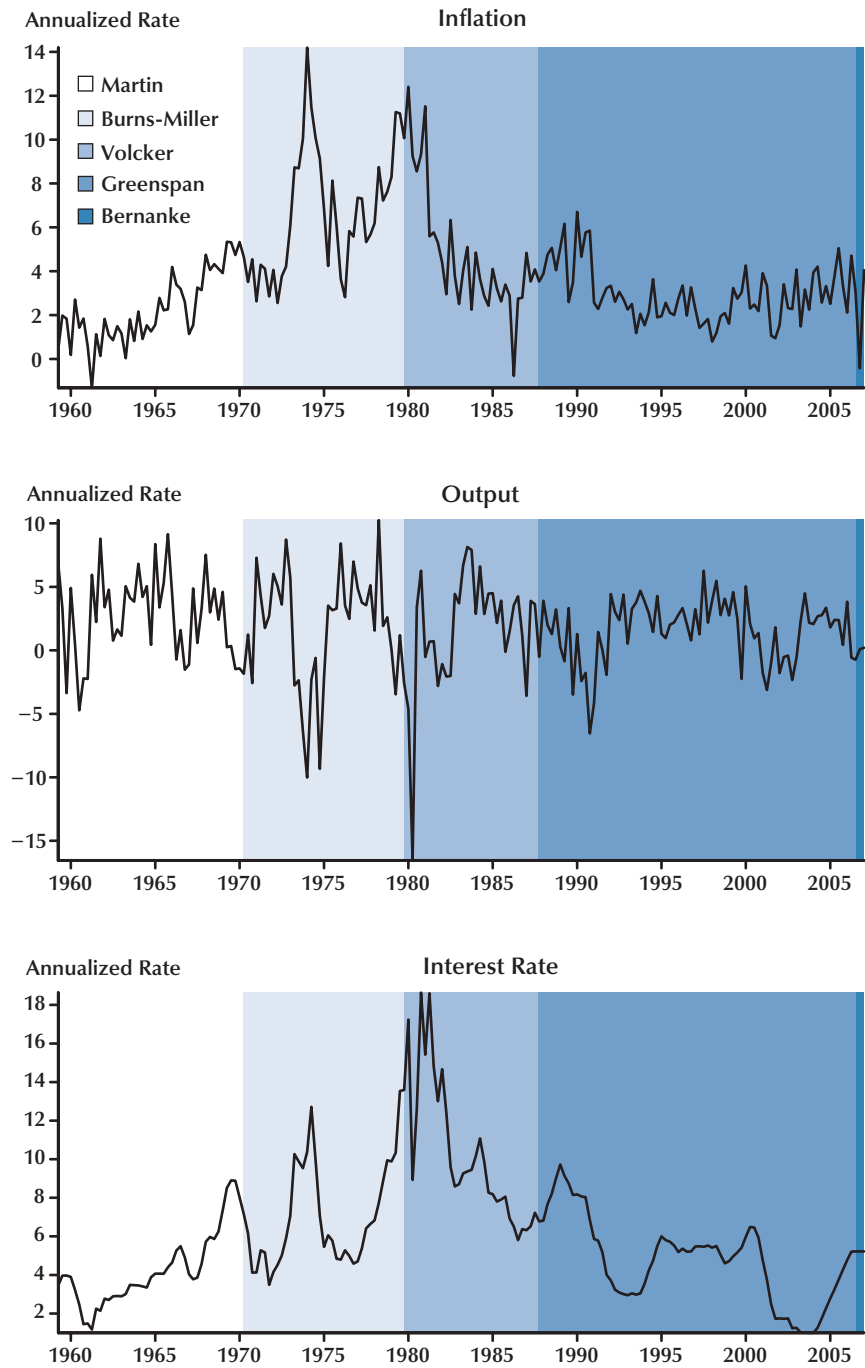 Annualized Rate Inflation
14
Martin
12
Burns-Miller
10
Volcker
8
Greenspan
6
Bernanke
4
2
0
1960 1965 1970 1975 1980 1985 1990 1995 2000 2005
Annualized Rate Output
10
5
0
−5
−10
−15
1960 1965 1970 1975 1980 1985 1990 1995 2000 2005
Annualized Rate Interest Rate
18
16
14
12
10
8
6
4
2
1960 1965 1970 1975 1980 1985 1990 1995 2000 2005